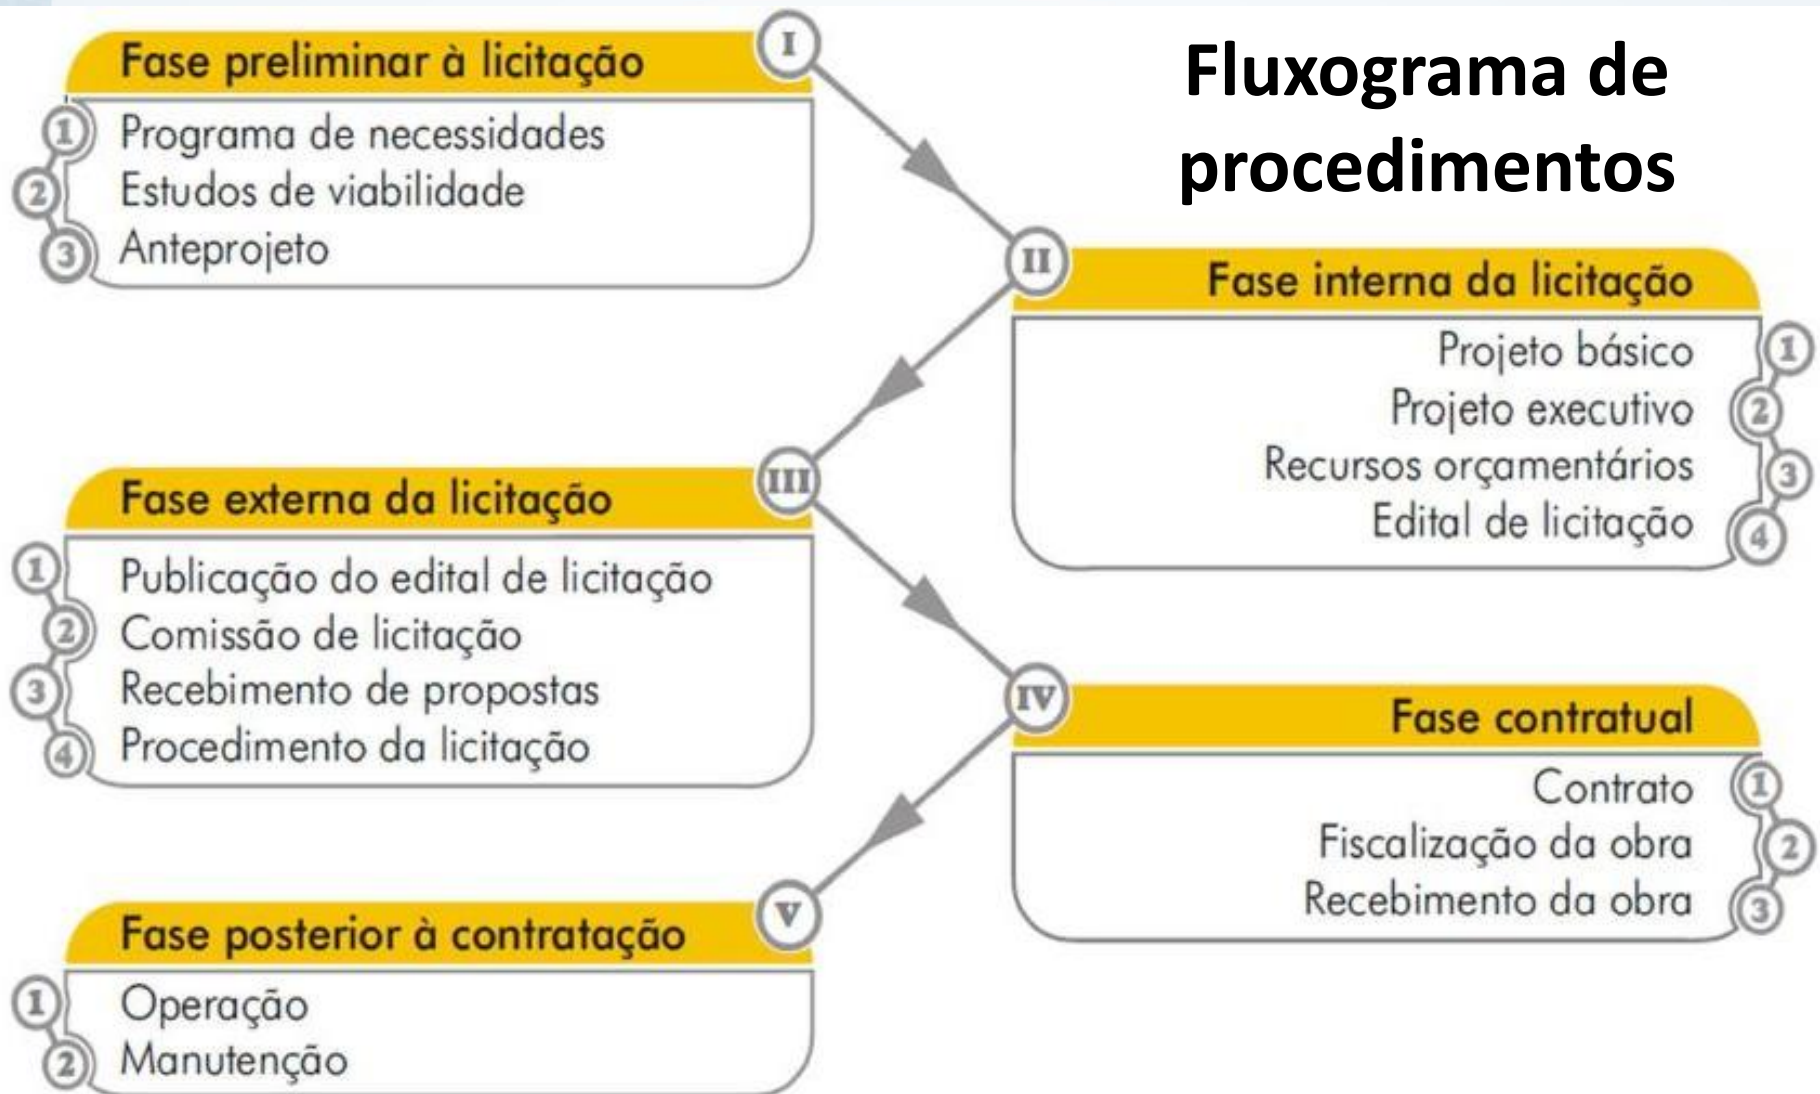 Fluxograma de
procedimentos
I
Fase preliminar à licitação
1 Programa de necessidades
2 Estudos de viabilidade
3 Anteprojeto
II
Fase interna da licitação
Projeto básico 1
Projeto executivo 2
Recursos orçamentários 3
Edital de licitação 4
III
Fase externa da licitação
1 Publicação do edital de licitação
2 Comissão de licitação
3 Recebimento de propostas
4 Procedimento da licitação
IV
Fase contratual
Contrato 1
Fiscalização da obra 2
Recebimento da obra 3
V
Fase posterior à contratação
1 Operação
2 Manutenção